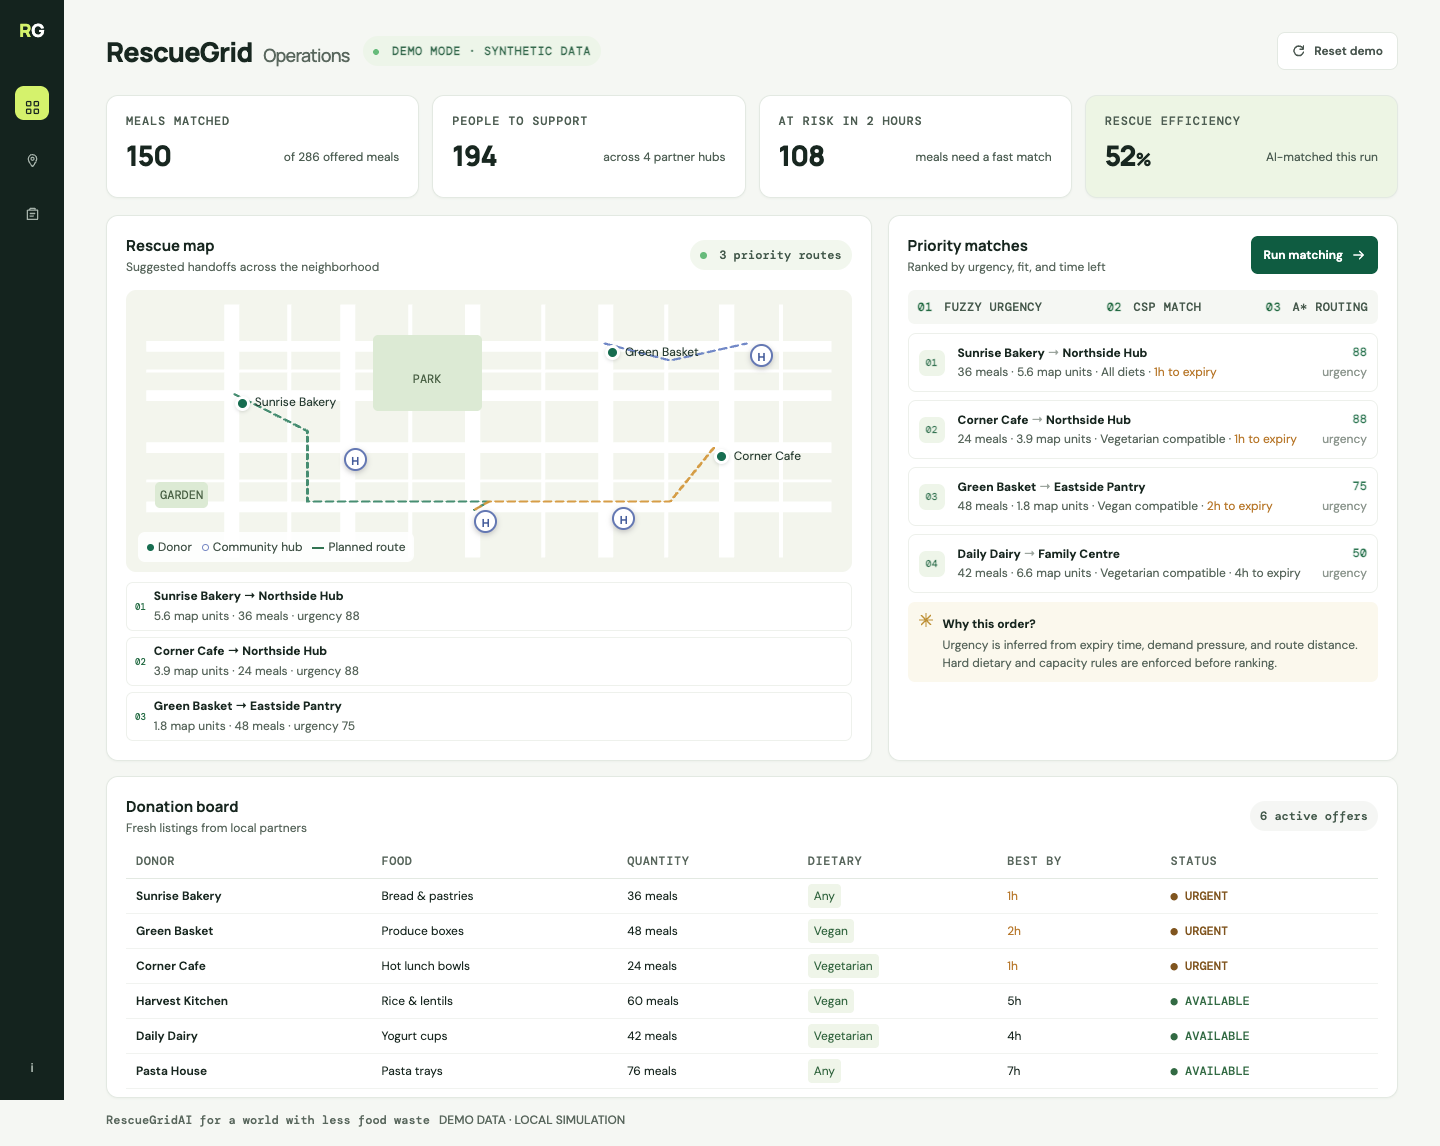 RG
RescueGrid Operations
DEMO MODE · SYNTHETIC DATA
Reset demo
MEALS MATCHED
150
of 286 offered meals
PEOPLE TO SUPPORT
194
across 4 partner hubs
AT RISK IN 2 HOURS
108
meals need a fast match
RESCUE EFFICIENCY
52%
AI-matched this run
Rescue map
Suggested handoffs across the neighborhood
3 priority routes
PARK
GARDEN
Green Basket
H
Sunrise Bakery
H
Corner Cafe
H
H
Donor
Community hub
Planned route
01
Sunrise Bakery → Northside Hub
5.6 map units · 36 meals · urgency 88
02
Corner Cafe → Northside Hub
3.9 map units · 24 meals · urgency 88
03
Green Basket → Eastside Pantry
1.8 map units · 48 meals · urgency 75
Priority matches
Ranked by urgency, fit, and time left
Run matching →
01 FUZZY URGENCY
02 CSP MATCH
03 A* ROUTING
01
Sunrise Bakery → Northside Hub
36 meals · 5.6 map units · All diets · 1h to expiry
88
urgency
02
Corner Cafe → Northside Hub
24 meals · 3.9 map units · Vegetarian compatible · 1h to expiry
88
urgency
03
Green Basket → Eastside Pantry
48 meals · 1.8 map units · Vegan compatible · 2h to expiry
75
urgency
04
Daily Dairy → Family Centre
42 meals · 6.6 map units · Vegetarian compatible · 4h to expiry
50
urgency
Why this order?
Urgency is inferred from expiry time, demand pressure, and route distance.
Hard dietary and capacity rules are enforced before ranking.
Donation board
Fresh listings from local partners
6 active offers
DONOR FOOD QUANTITY DIETARY BEST BY STATUS
Sunrise Bakery Bread & pastries 36 meals Any 1h URGENT
Green Basket Produce boxes 48 meals Vegan 2h URGENT
Corner Cafe Hot lunch bowls 24 meals Vegetarian 1h URGENT
Harvest Kitchen Rice & lentils 60 meals Vegan 5h AVAILABLE
Daily Dairy Yogurt cups 42 meals Vegetarian 4h AVAILABLE
Pasta House Pasta trays 76 meals Any 7h AVAILABLE
i
RescueGridAI for a world with less food waste DEMO DATA · LOCAL SIMULATION